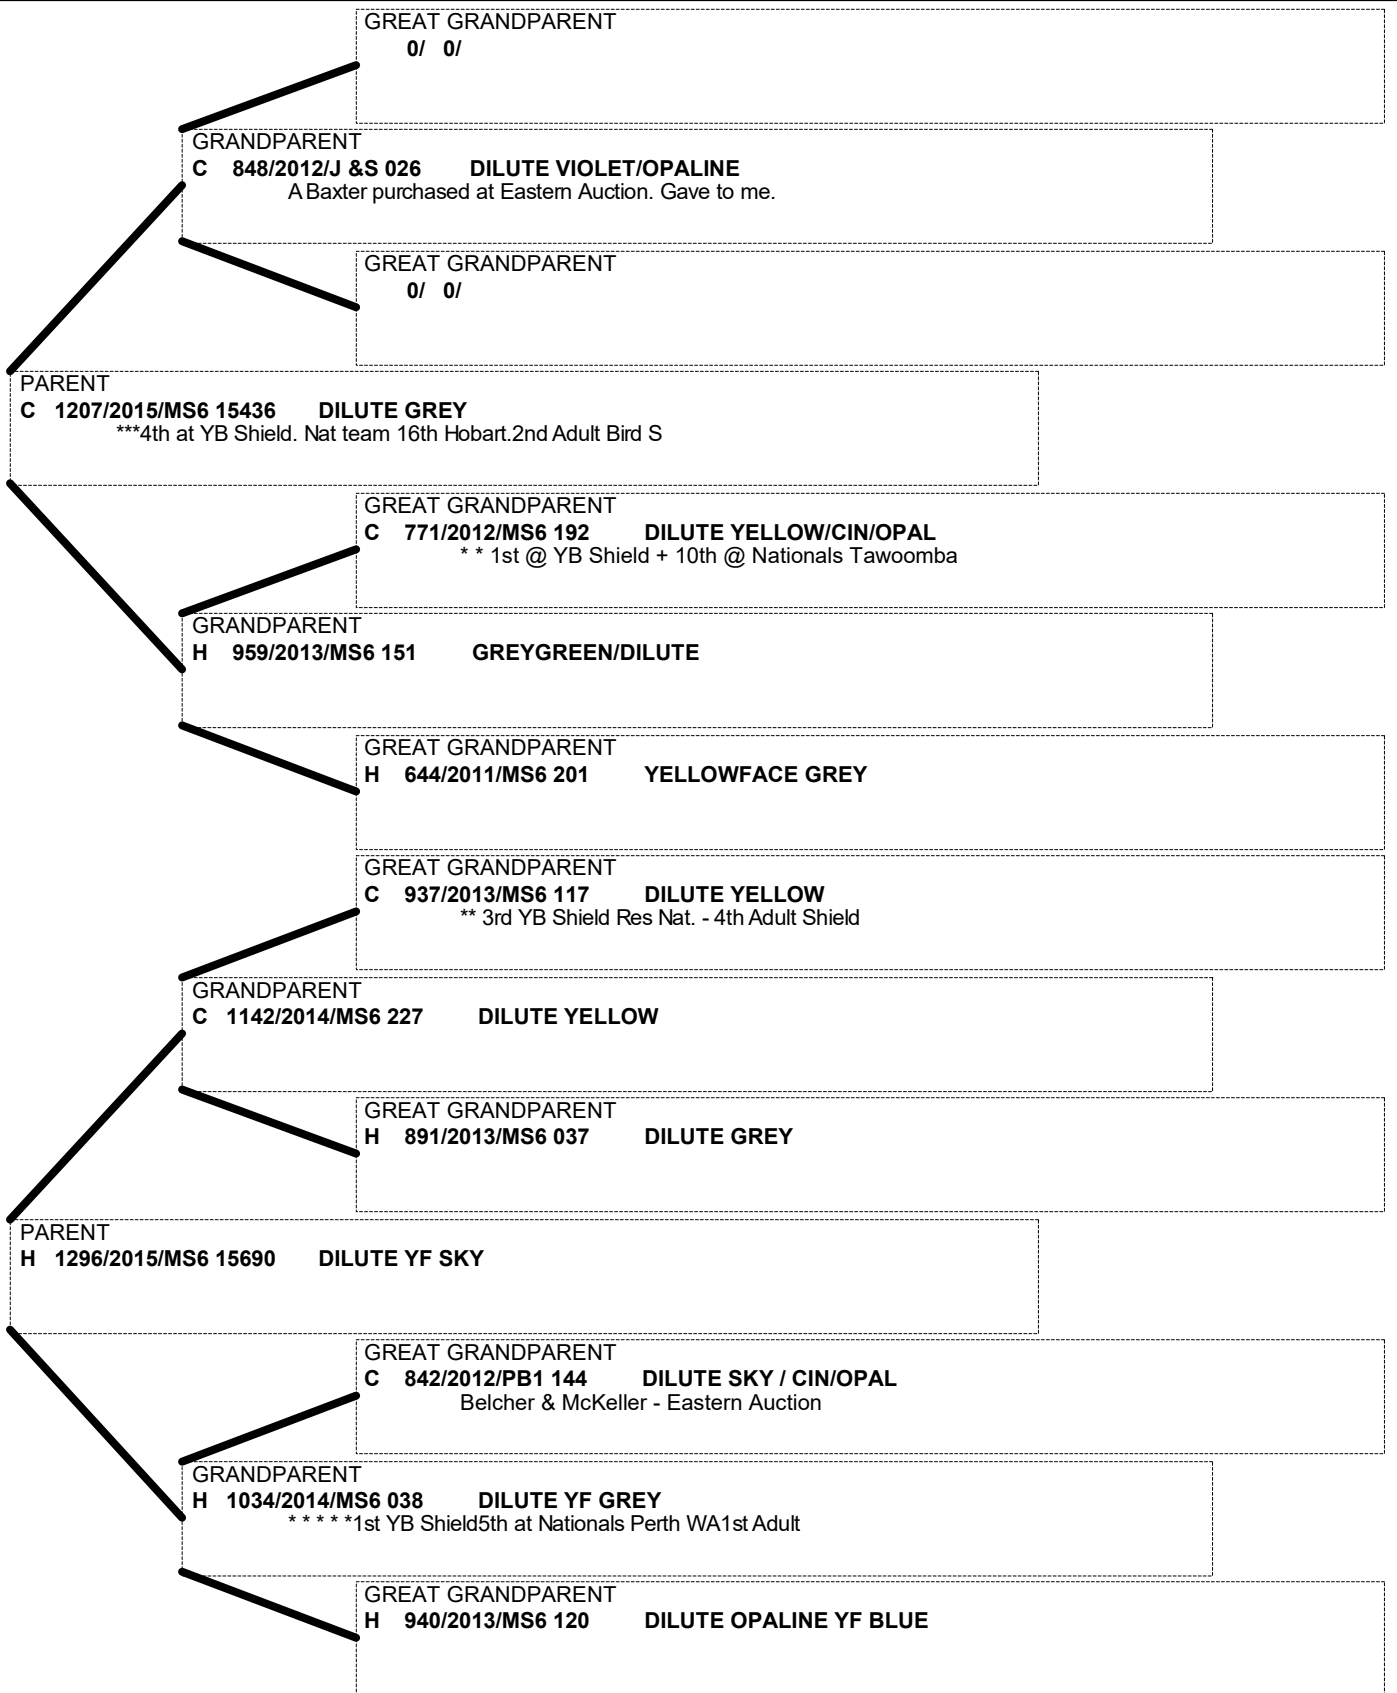 GREAT GRANDPARENT
0/ 0/
GRANDPARENT
C 848/2012/J &S 026 DILUTE VIOLET/OPALINE
A Baxter purchased at Eastern Auction. Gave to me.
GREAT GRANDPARENT
0/ 0/
PARENT
C 1207/2015/MS6 15436 DILUTE GREY
***4th at YB Shield. Nat team 16th Hobart.2nd Adult Bird S
GREAT GRANDPARENT
C 771/2012/MS6 192 DILUTE YELLOW/CIN/OPAL
* * 1st @ YB Shield + 10th @ Nationals Tawoomba
GRANDPARENT
H 959/2013/MS6 151 GREYGREEN/DILUTE
GREAT GRANDPARENT
H 644/2011/MS6 201 YELLOWFACE GREY
GREAT GRANDPARENT
C 937/2013/MS6 117 DILUTE YELLOW
** 3rd YB Shield Res Nat. - 4th Adult Shield
GRANDPARENT
C 1142/2014/MS6 227 DILUTE YELLOW
GREAT GRANDPARENT
H 891/2013/MS6 037 DILUTE GREY
PARENT
H 1296/2015/MS6 15690 DILUTE YF SKY
GREAT GRANDPARENT
C 842/2012/PB1 144 DILUTE SKY / CIN/OPAL
Belcher & McKeller - Eastern Auction
GRANDPARENT
H 1034/2014/MS6 038 DILUTE YF GREY
* * * * *1st YB Shield5th at Nationals Perth WA1st Adult
GREAT GRANDPARENT
H 940/2013/MS6 120 DILUTE OPALINE YF BLUE